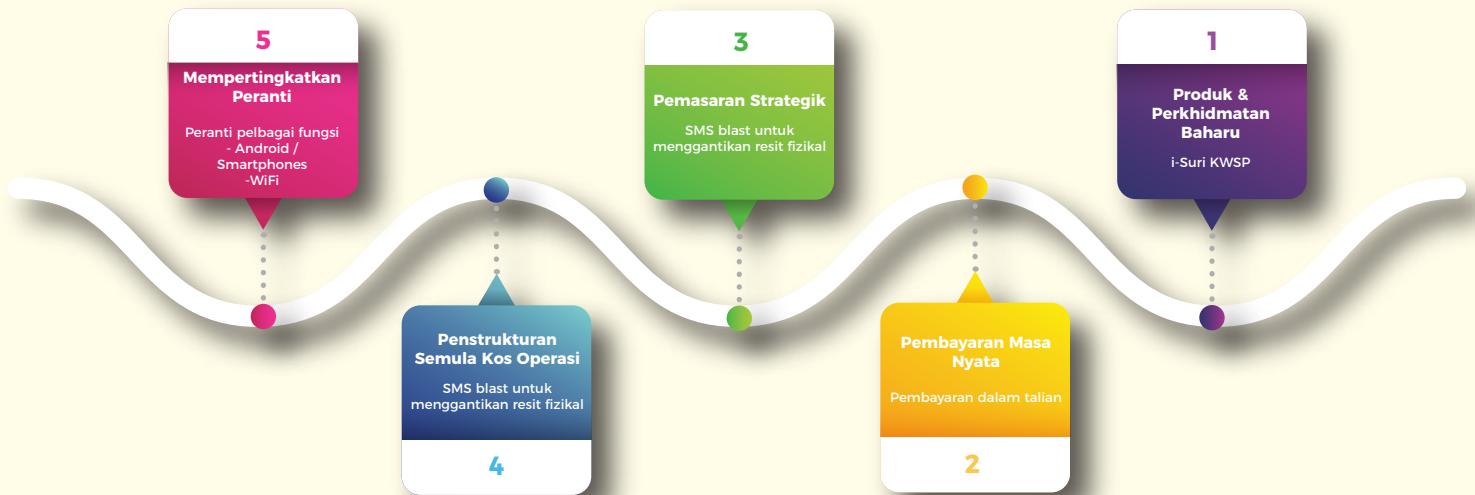 5
Mempertingkatkan
Peranti
Peranti pelbagai fungsi
- Android /
Smartphones
-WiFi
Penstrukturan
Semula Kos Operasi
SMS blast untuk
menggantikan resit fizikal
4
3
Pemasaran Strategik
SMS blast untuk
menggantikan resit fizikal
Pembayaran Masa
Nyata
Pembayaran dalam talian
2
1
Produk &
Perkhidmatan
Baharu
i-Suri KWSP